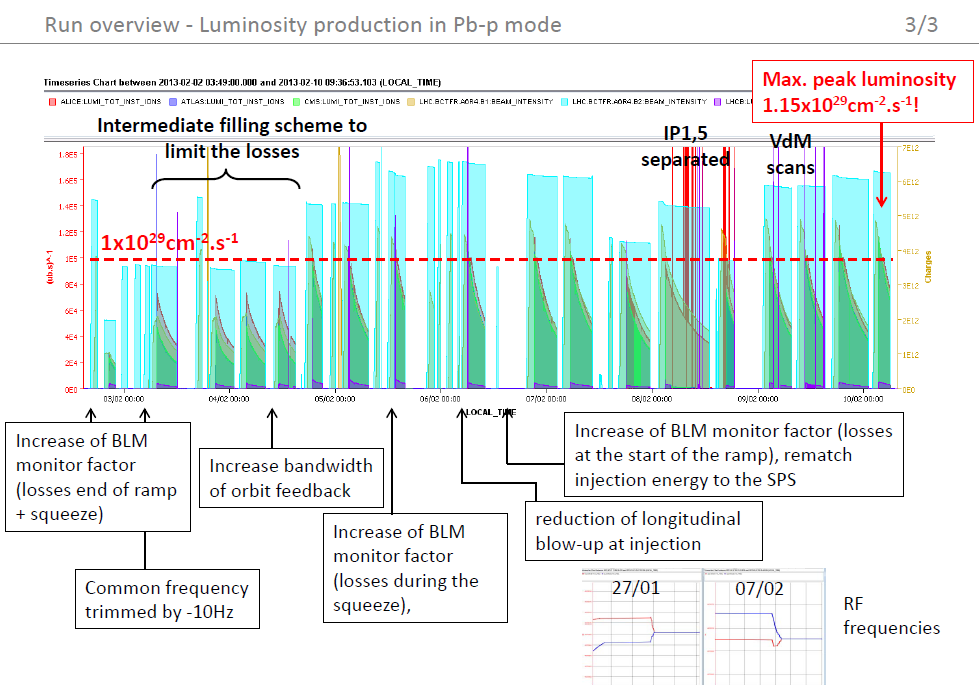 Run overview - Luminosity production in Pb-p mode
3/3
Timeseries Chart between 2013-02-02 03:49:00.000 and 2013-02-10 09:36:53.103 (LOCAL_TIME)
ALICE:LUMI_TOT_INST_IONS ATLAS:LUMI_TOT_INST_IONS CMS:LUMI_TOT_INST_IONS LHC.BCTFR.A6R4.B1:BEAM_INTENSITY LHC.BCTFR.A6R4.B2:BEAM_INTENSITY LHCB:LU
Max. peak luminosity
1.15x10²⁹cm⁻².s⁻¹!
Intermediate filling scheme to
limit the losses
IP1,5
separated
VdM
scans
1x10²⁹cm⁻².s⁻¹
1.8E5
1.6E5
1.4E5
1.2E5
1E5
8E4
6E4
4E4
2E4
0E0
(ub.s)^-1
7E12
6E12
5E12
4E12
3E12
2E12
1E12
0E0
Charges
03/02 00:00 04/02 00:00 05/02 00:00 06/02 00:00 07/02 00:00 08/02 00:00 09/02 00:00 10/02 00:00
LOCAL_TIME
Increase of BLM
monitor factor
(losses end of ramp
+ squeeze)
Increase bandwidth
of orbit feedback
Increase of BLM monitor factor (losses
at the start of the ramp), rematch
injection energy to the SPS
Increase of BLM
monitor factor
(losses during the
squeeze),
reduction of longitudinal
blow-up at injection
Common frequency
trimmed by -10Hz
27/01
07/02
RF
frequencies